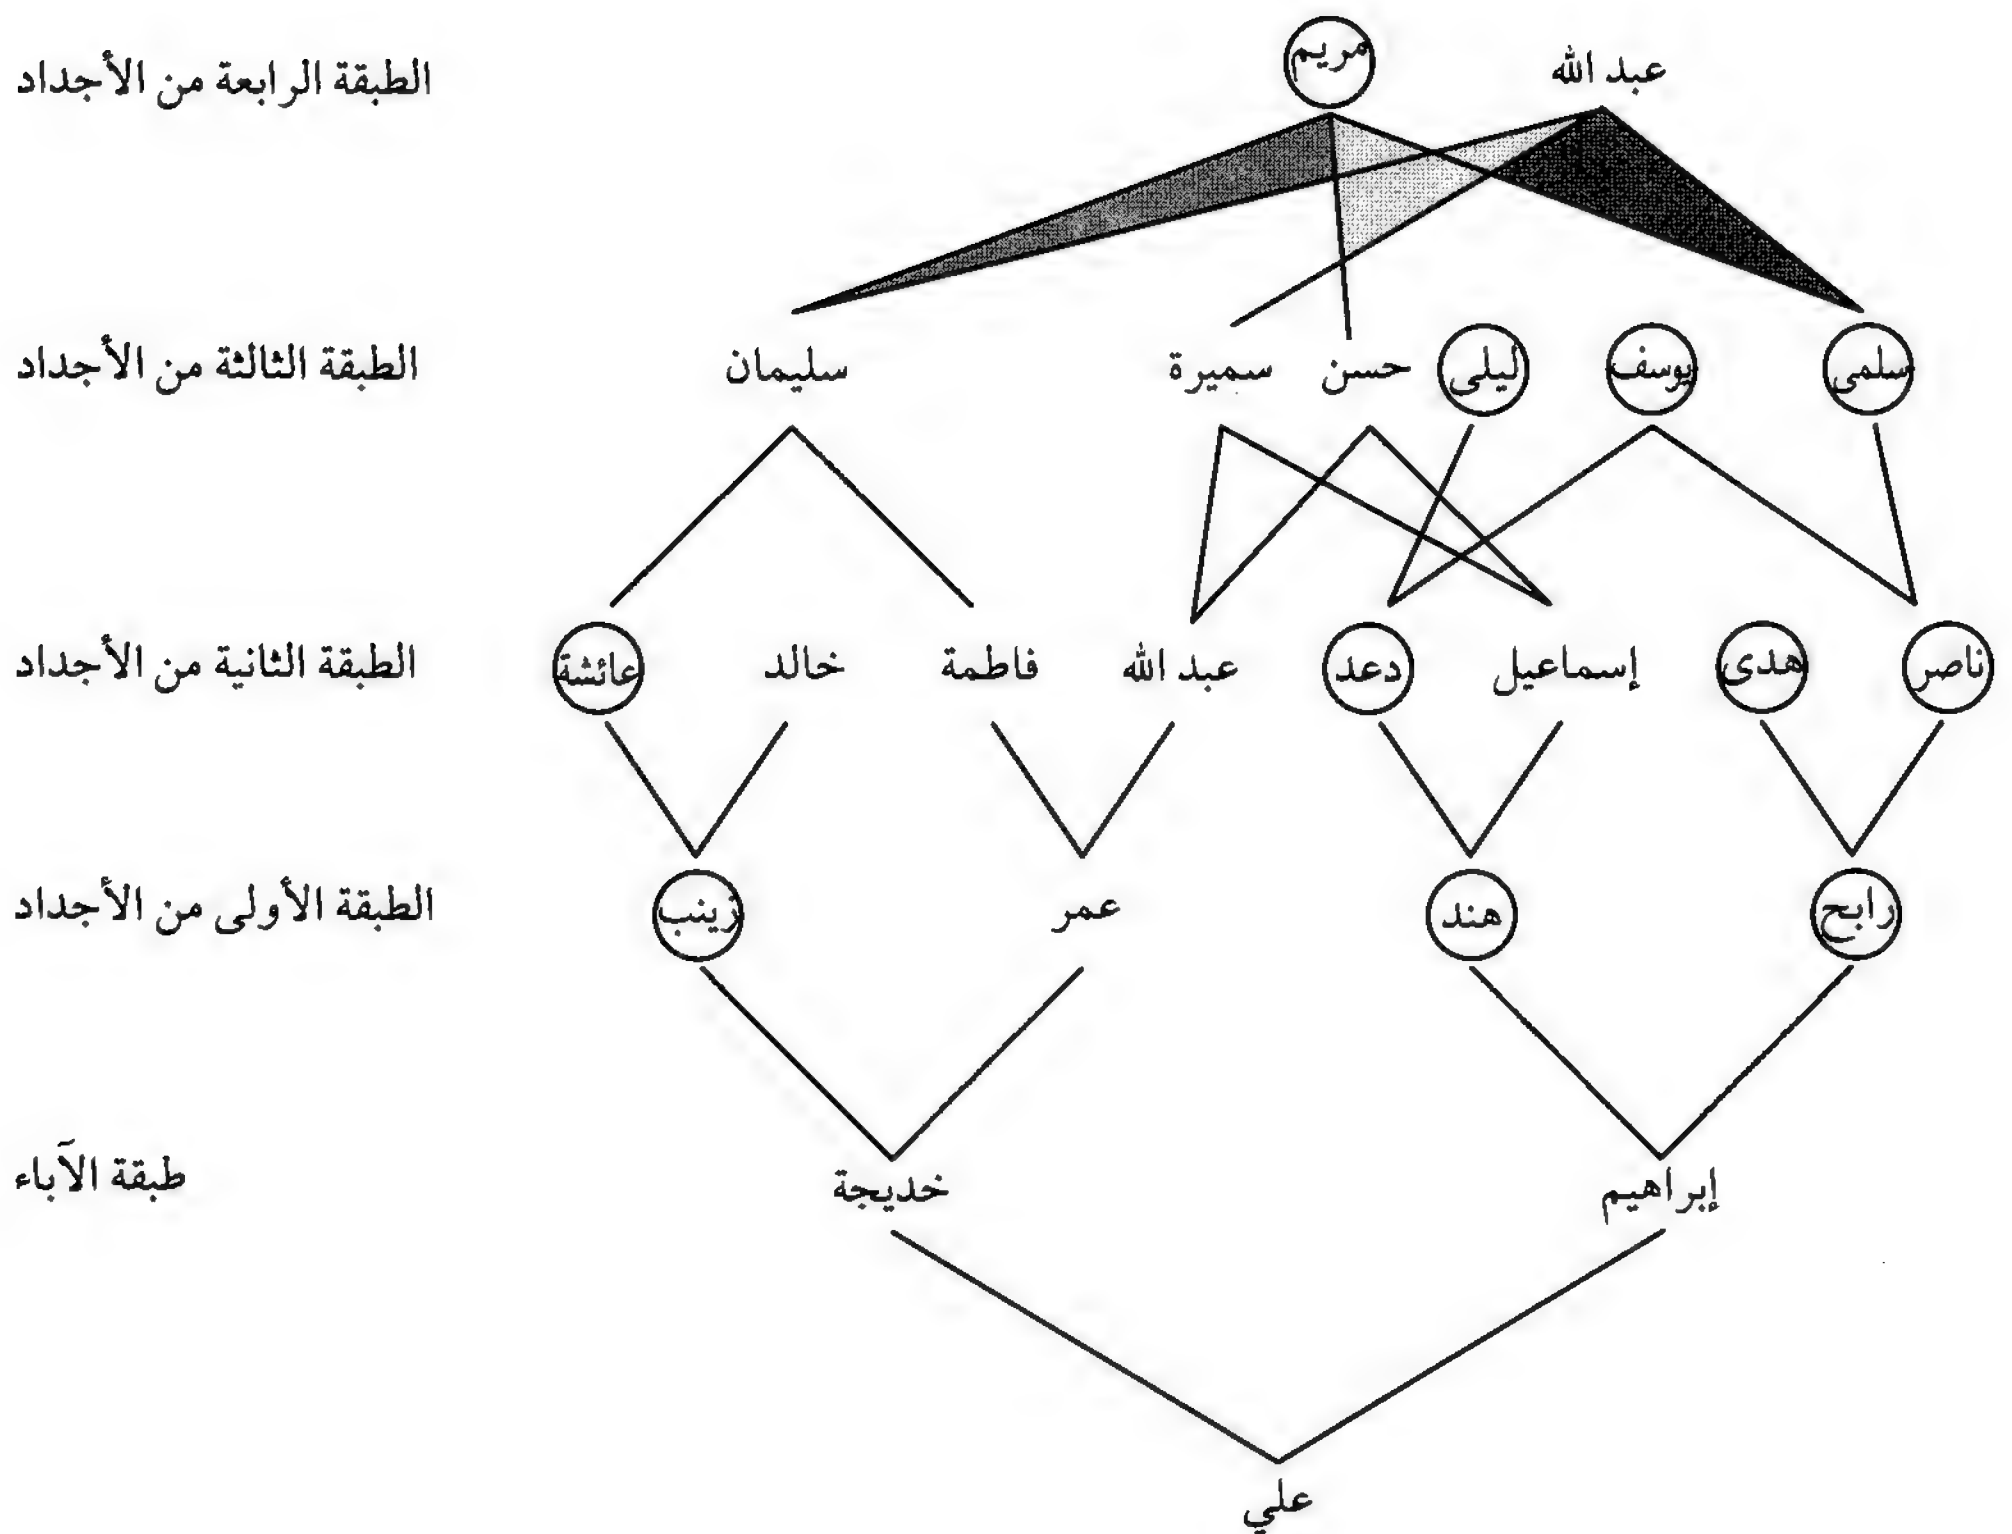 الطبقة الرابعة من الأجداد
عبد الله
مريم
الطبقة الثالثة من الأجداد
سلمى
يوسف
ليلى
حسن
سميرة
سليمان
الطبقة الثانية من الأجداد
ناصر
هدى
إسماعيل
دعد
عبد الله
فاطمة
خالد
عائشة
الطبقة الأولى من الأجداد
رابح
هند
عمر
زينب
طبقة الآباء
إبراهيم
خديجة
علي